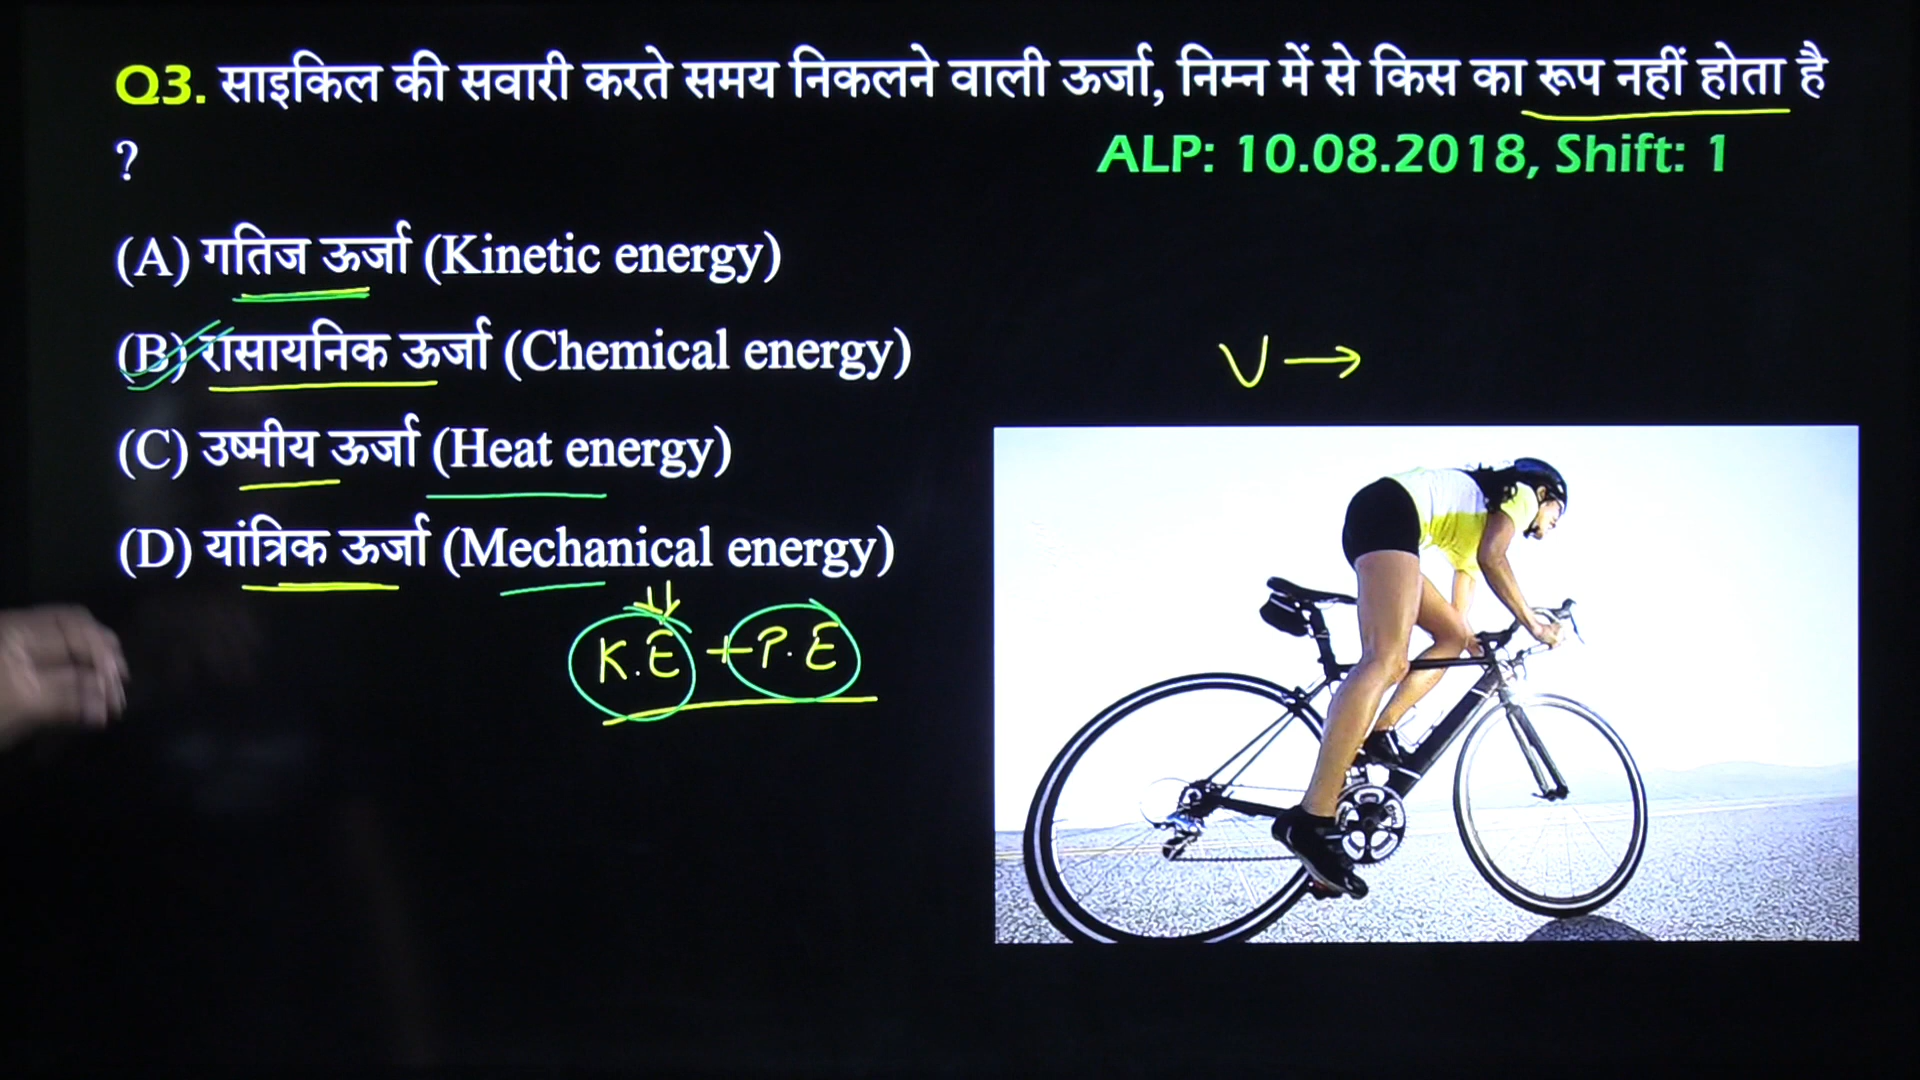 Q3. साइकिल की सवारी करते समय निकलने वाली ऊर्जा, निम्न में से किस का रूप नहीं होता है
?
ALP: 10.08.2018, Shift: 1
(A) गतिज ऊर्जा (Kinetic energy)
(B) रासायनिक ऊर्जा (Chemical energy)
V →
(C) उष्मीय ऊर्जा (Heat energy)
(D) यांत्रिक ऊर्जा (Mechanical energy)
K.E + P.E